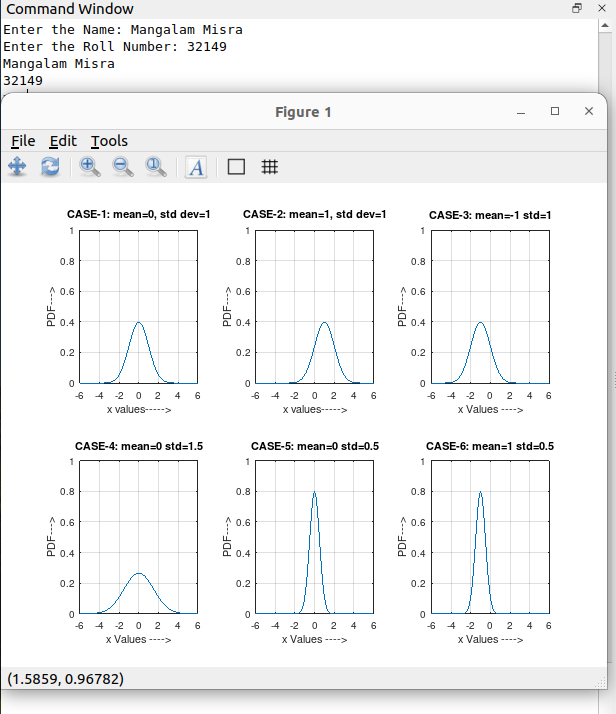 Command Window
Enter the Name: Mangalam Misra
Enter the Roll Number: 32149
Mangalam Misra
32149
Figure 1
File Edit Tools
A
CASE-1: mean=0, std dev=1
1
0.8
0.6
0.4
0.2
0
-6 -4 -2 0 2 4 6
PDF--->
x values----->
CASE-2: mean=1, std dev=1
1
0.8
0.6
0.4
0.2
0
-6 -4 -2 0 2 4 6
PDF--->
x values----->
CASE-3: mean=-1 std=1
1
0.8
0.6
0.4
0.2
0
-6 -4 -2 0 2 4 6
PDF--->
x Values ---->
CASE-4: mean=0 std=1.5
1
0.8
0.6
0.4
0.2
0
-6 -4 -2 0 2 4 6
PDF--->
x Values ---->
CASE-5: mean=0 std=0.5
1
0.8
0.6
0.4
0.2
0
-6 -4 -2 0 2 4 6
PDF--->
x Values ---->
CASE-6: mean=1 std=0.5
1
0.8
0.6
0.4
0.2
0
-6 -4 -2 0 2 4 6
PDF--->
x Values ---->
(1.5859, 0.96782)